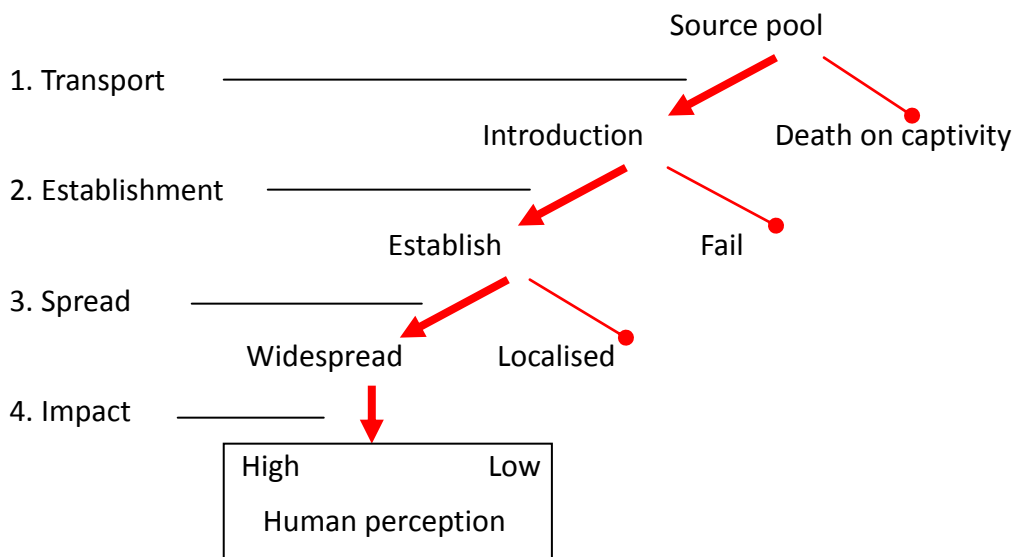 Source pool
1. Transport
Introduction
Death on captivity
2. Establishment
Establish
Fail
3. Spread
Widespread
Localised
4. Impact
High
Low
Human perception